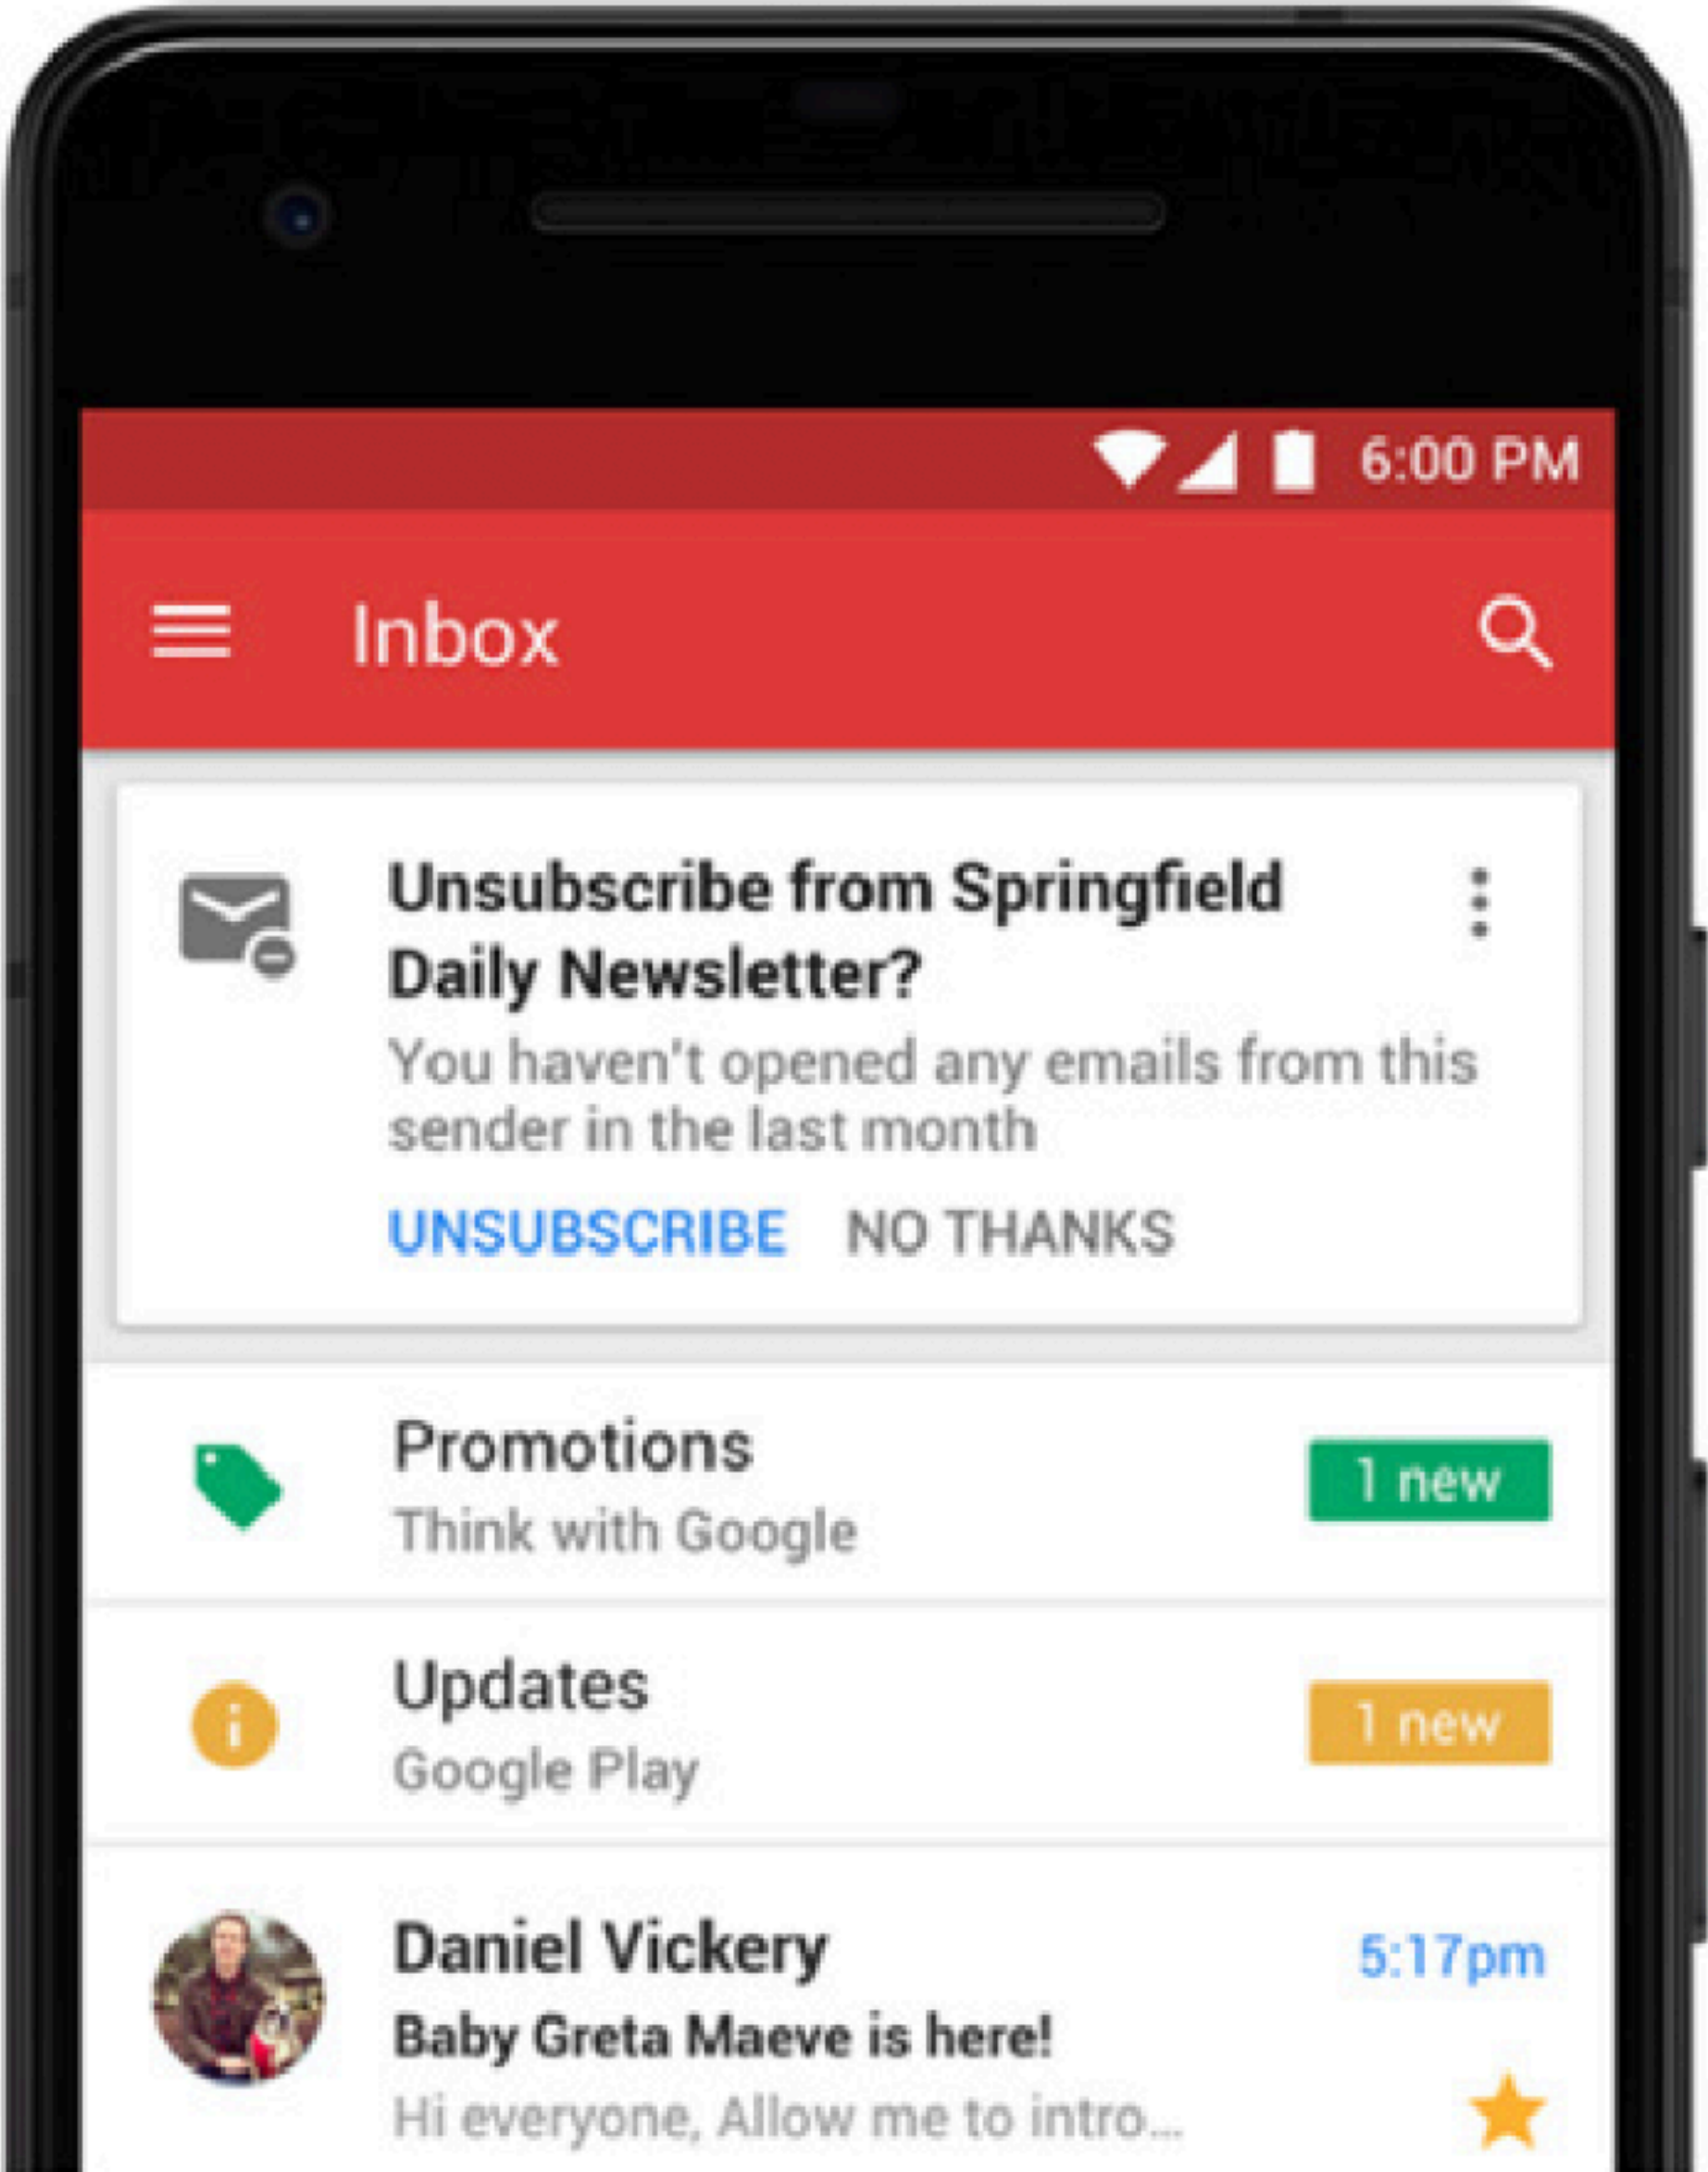 6:00 PM
Inbox
Unsubscribe from Springfield
Daily Newsletter?
You haven't opened any emails from this
sender in the last month
UNSUBSCRIBE NO THANKS
Promotions
1 new
Think with Google
Updates
1 new
Google Play
Daniel Vickery
5:17pm
Baby Greta Maeve is here!
Hi everyone, Allow me to intro...